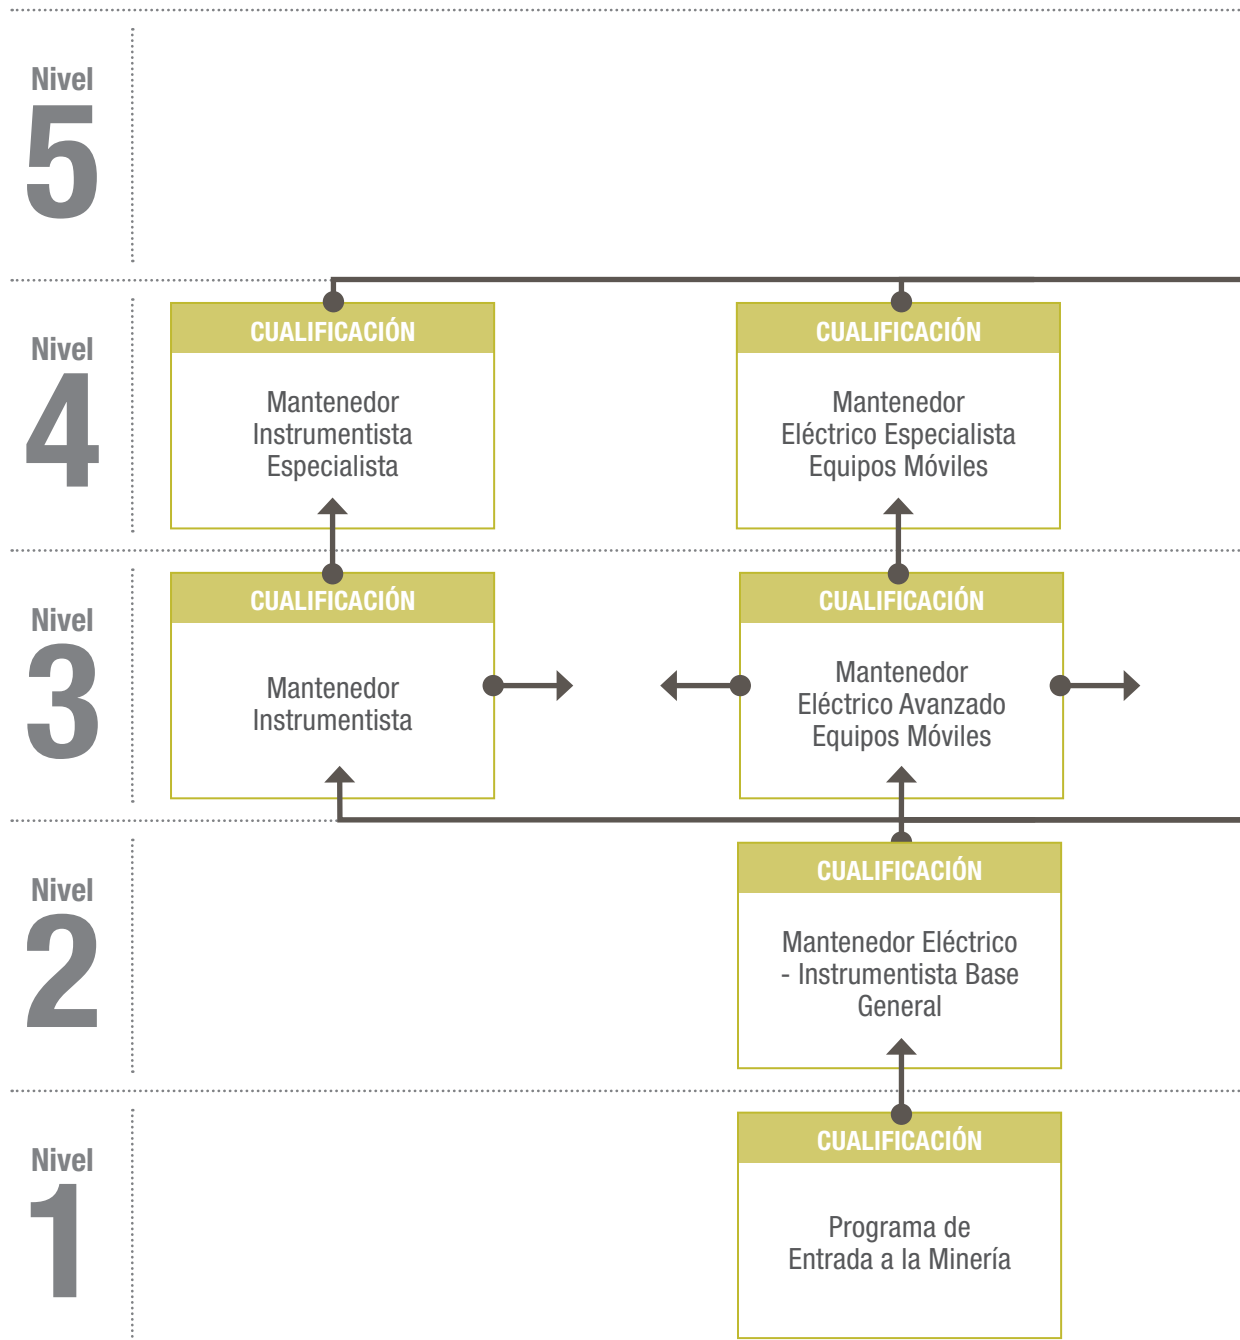 Nivel
5
Nivel
4
CUALIFICACIÓN
Mantenedor
Instrumentista
Especialista
CUALIFICACIÓN
Mantenedor
Eléctrico Especialista
Equipos Móviles
Nivel
3
CUALIFICACIÓN
Mantenedor
Instrumentista
CUALIFICACIÓN
Mantenedor
Eléctrico Avanzado
Equipos Móviles
Nivel
2
CUALIFICACIÓN
Mantenedor Eléctrico
- Instrumentista Base
General
Nivel
1
CUALIFICACIÓN
Programa de
Entrada a la Minería